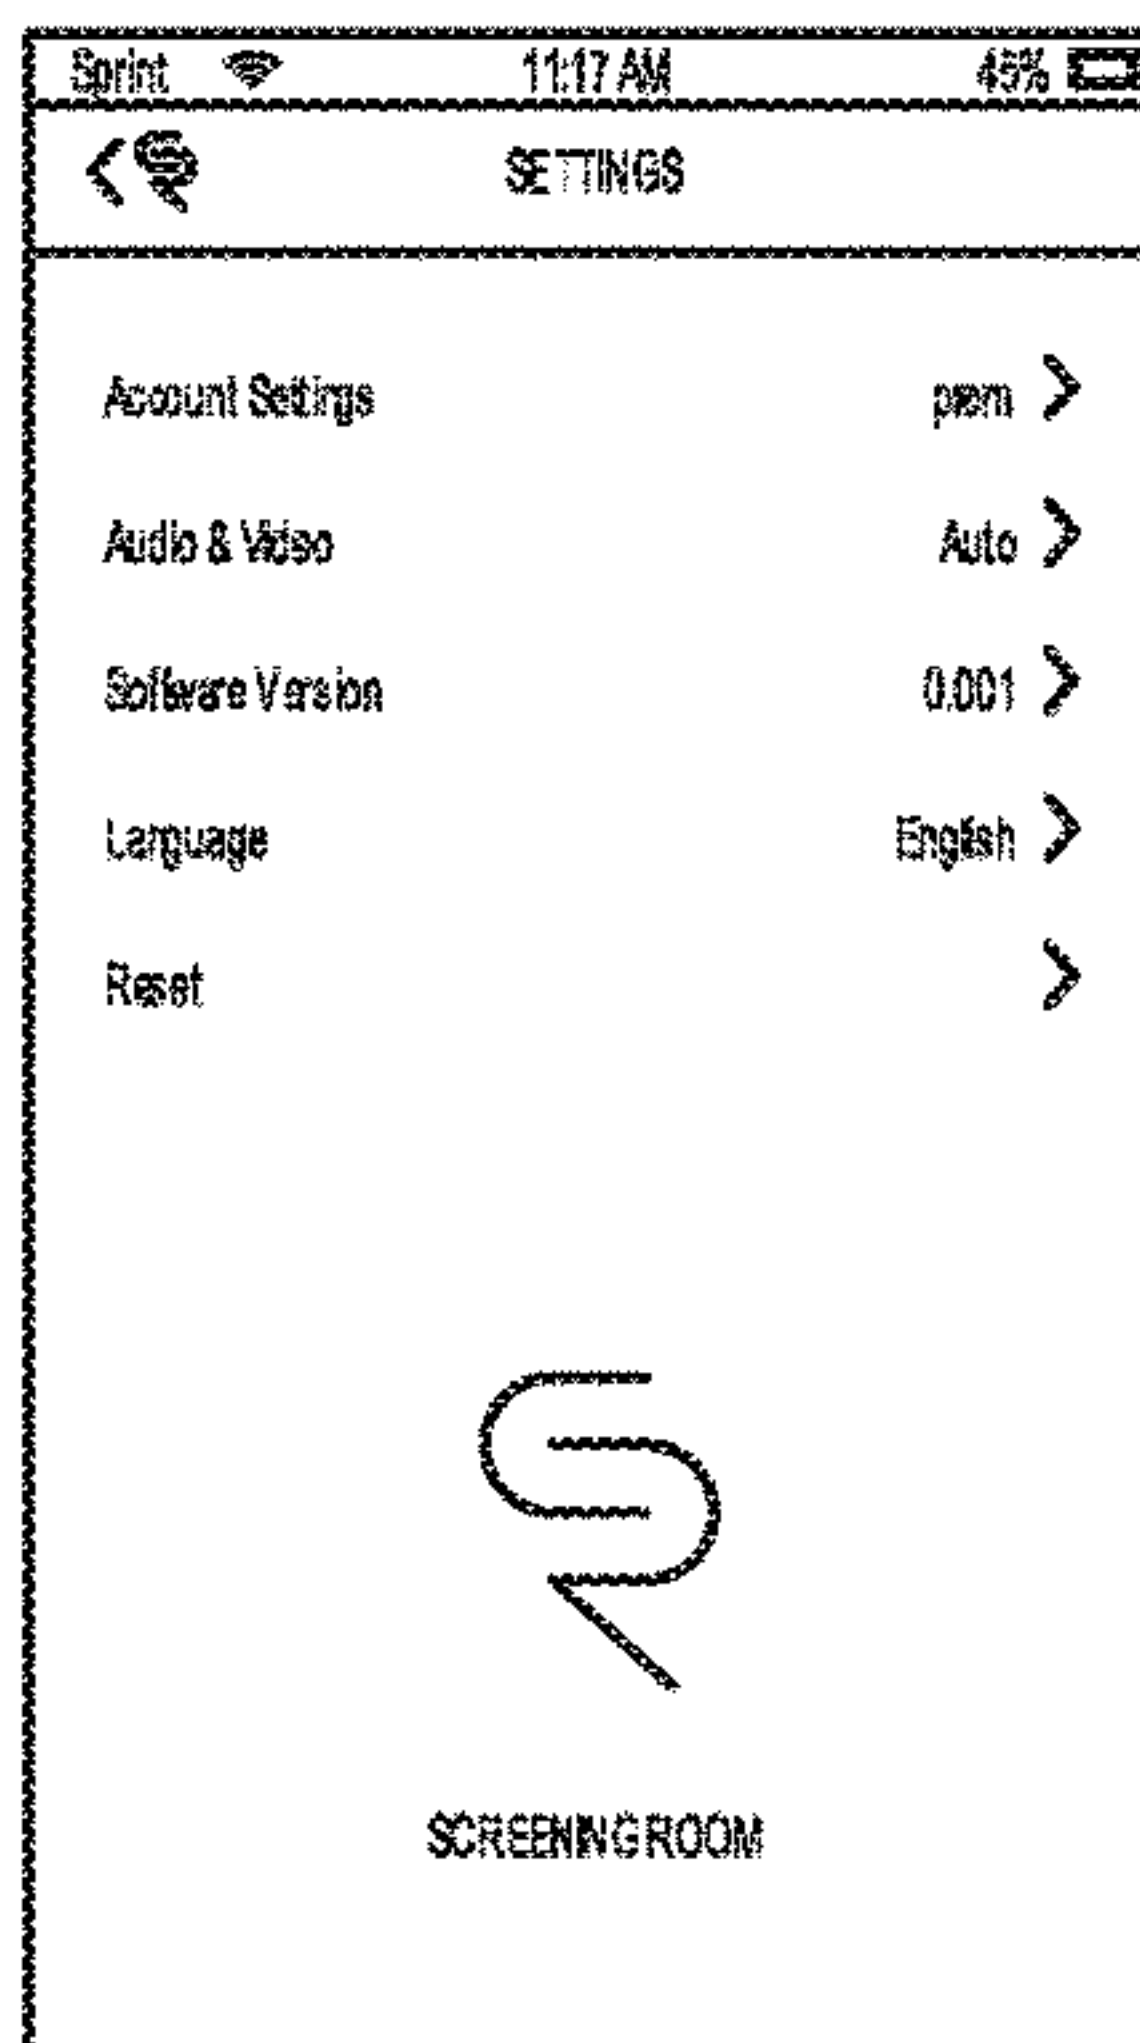 Sprint 11:17 AM 45%
SETTINGS
Account Settings prem
Audio & Video Auto
Software Version 0.001
Language English
Reset
SCREENING ROOM